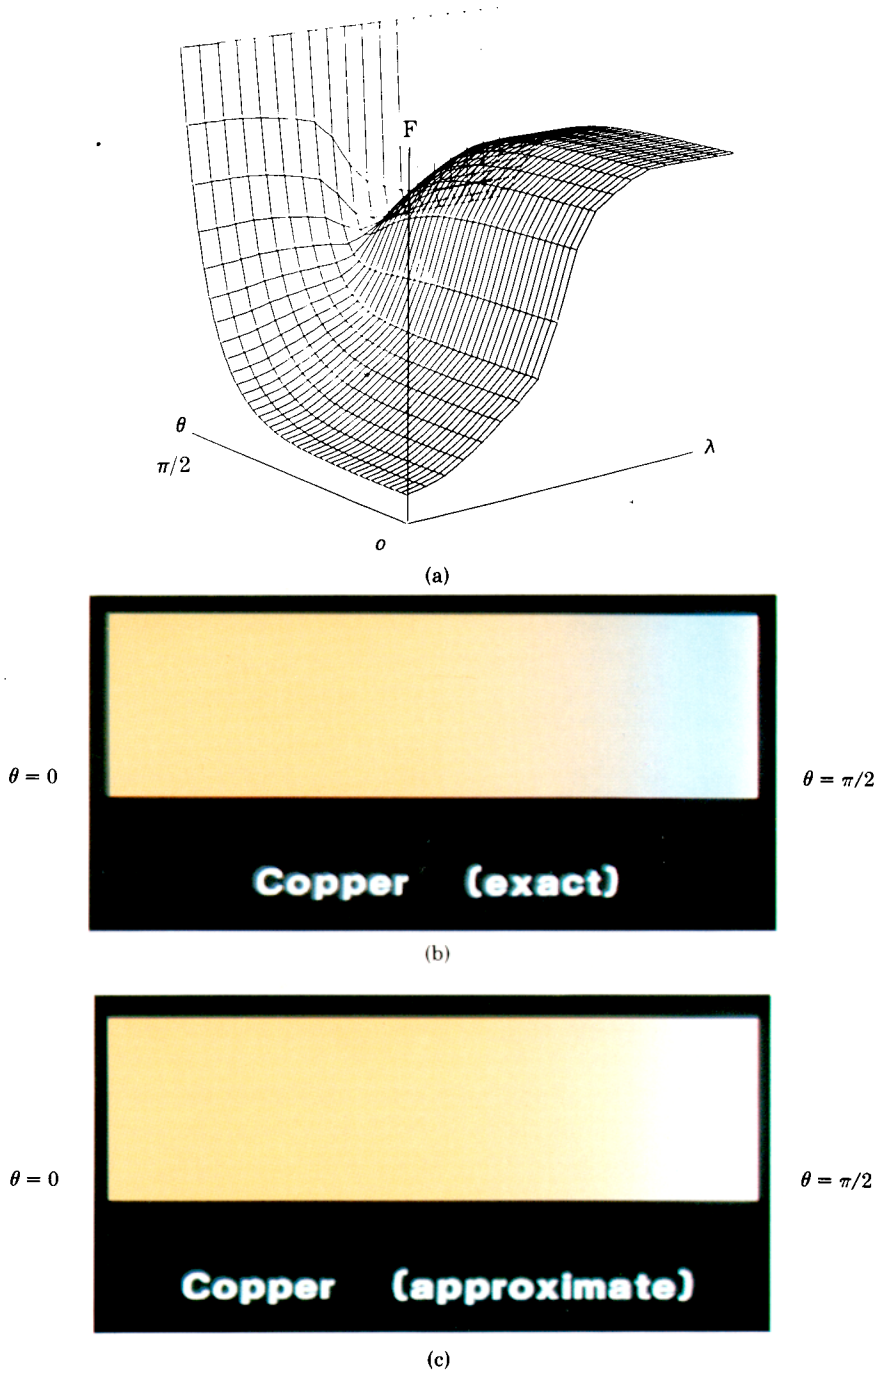 F
θ
π/2
λ
o
(a)
θ = 0
θ = π/2
Copper (exact)
(b)
θ = 0
θ = π/2
Copper (approximate)
(c)